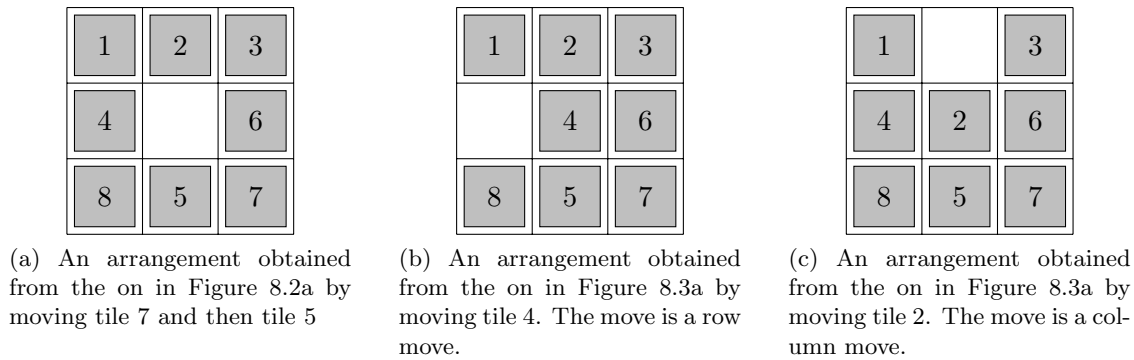 1 2 3
4 6
8 5 7
(a) An arrangement obtained
from the on in Figure 8.2a by
moving tile 7 and then tile 5
1 2 3
4 6
8 5 7
(b) An arrangement obtained
from the on in Figure 8.3a by
moving tile 4. The move is a row
move.
1 3
4 2 6
8 5 7
(c) An arrangement obtained
from the on in Figure 8.3a by
moving tile 2. The move is a col-
umn move.